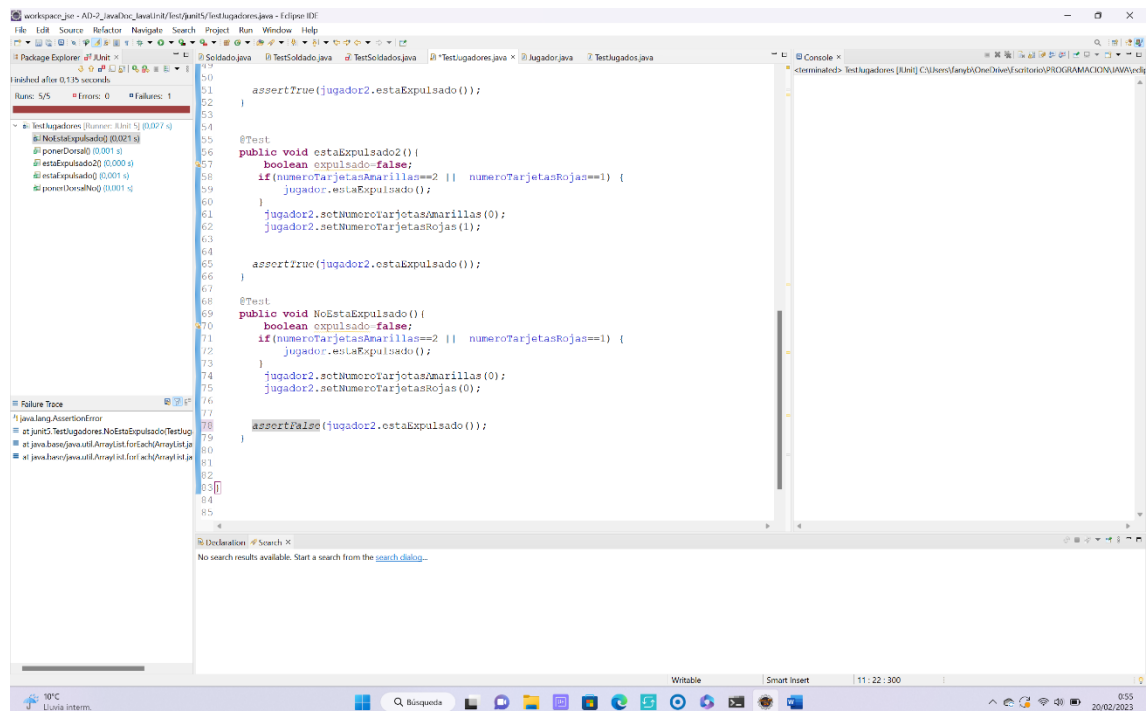 workspace_jse - AD-2_JavaDoc_JavaUnit/Test/junit5/TestJugadores.java - Eclipse IDE
File Edit Source Refactor Navigate Search Project Run Window Help
Package Explorer JUnit ×
Finished after 0,135 seconds
Runs: 5/5 Errors: 0 Failures: 1
TestJugadores [Runner: JUnit 5] (0,027 s)
NoEstaExpulsado() (0,021 s)
ponerDorsal() (0,001 s)
estaExpulsado2() (0,000 s)
estaExpulsado() (0,001 s)
ponerDorsalNo() (0,001 s)
Failure Trace
java.lang.AssertionError
at junit5.TestJugadores.NoEstaExpulsado(TestJug
at java.base/java.util.ArrayList.forEach(ArrayList.ja
at java.base/java.util.ArrayList.forEach(ArrayList.ja
Soldado.java TestSoldado.java TestSoldados.java *TestJugadores.java × Jugador.java TestJugados.java
49
50
51 assertTrue(jugador2.estaExpulsado());
52 }
53
54
55 @Test
56 public void estaExpulsado2(){
57 boolean expulsado=false;
58 if(numeroTarjetasAmarillas==2 || numeroTarjetasRojas==1) {
59 jugador.estaExpulsado();
60 }
61 jugador2.setNumeroTarjetasAmarillas(0);
62 jugador2.setNumeroTarjetasRojas(1);
63
64
65 assertTrue(jugador2.estaExpulsado());
66 }
67
68 @Test
69 public void NoEstaExpulsado(){
70 boolean expulsado=false;
71 if(numeroTarjetasAmarillas==2 || numeroTarjetasRojas==1) {
72 jugador.estaExpulsado();
73 }
74 jugador2.setNumeroTarjetasAmarillas(0);
75 jugador2.setNumeroTarjetasRojas(0);
76
77
78 assertFalse(jugador2.estaExpulsado());
79 }
80
81
82
83 }
84
85
Console ×
<terminated> TestJugadores [JUnit] C:\Users\fanyb\OneDrive\Escritorio\PROGRAMACION\JAVA\eclip
Declaration Search ×
No search results available. Start a search from the search dialog...
Writable Smart Insert 11 : 22 : 300
10°C
Lluvia interm.
Búsqueda
0:55
20/02/2023